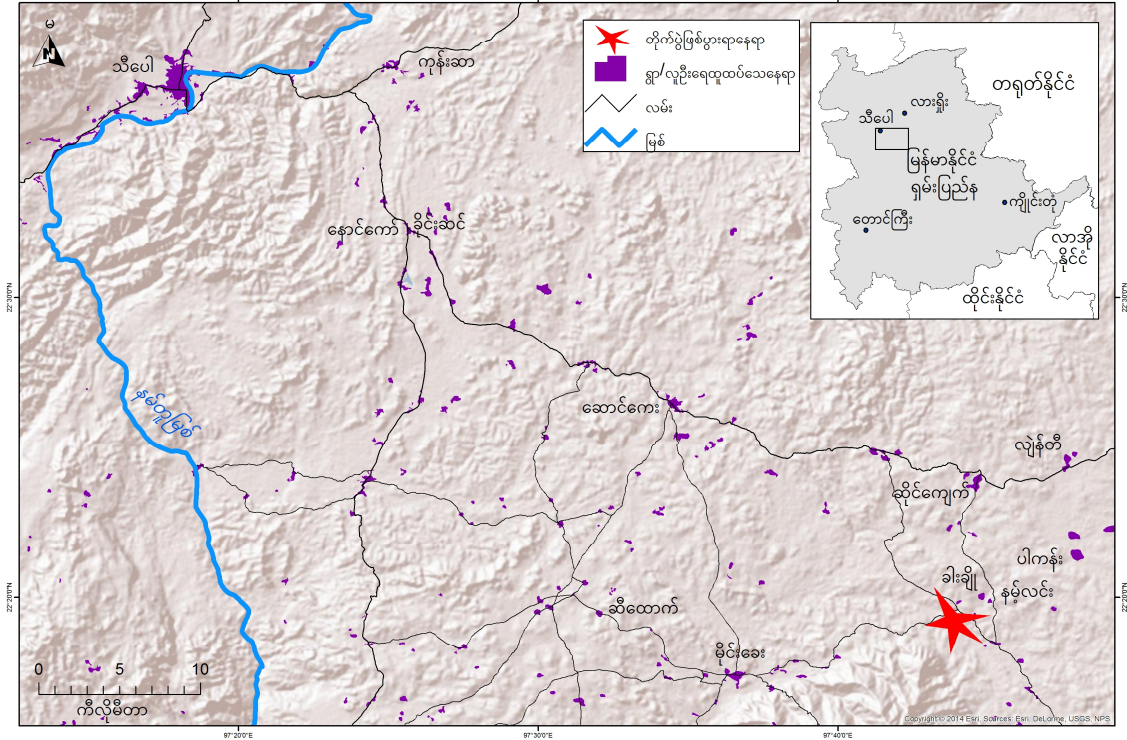 မ
N
သီပေါ
ကုန်းဆာ
နောင်ကော်
ခိုင်းဆင်
ဆောင်ကေး
လျဲန်တီ
ဆိုင်ကျေက်
ပါကန်း
ခါးချို
နမ့်လင်း
ဆီထောက်
မိုင်းခေး
နမ်တူမြစ်
တိုက်ပွဲဖြစ်ပွားရာနေရာ
ရွာ/လူဦးရေထူထပ်သေနေရာ
လမ်း
မြစ်
တရုတ်နိုင်ငံ
လားရှိုး
သီပေါ
မြန်မာနိုင်ငံ
ရှမ်းပြည်န
ကျိုင်းတုံ
တောင်ကြီး
လာအို
နိုင်ငံ
ထိုင်းနိုင်ငံ
22°30'0"N
22°30'0"N
22°20'0"N
22°20'0"N
0 5 10
ကီလိုမီတာ
Copyright:© 2014 Esri, Sources: Esri, DeLorme, USGS, NPS
97°20'0"E
97°30'0"E
97°40'0"E